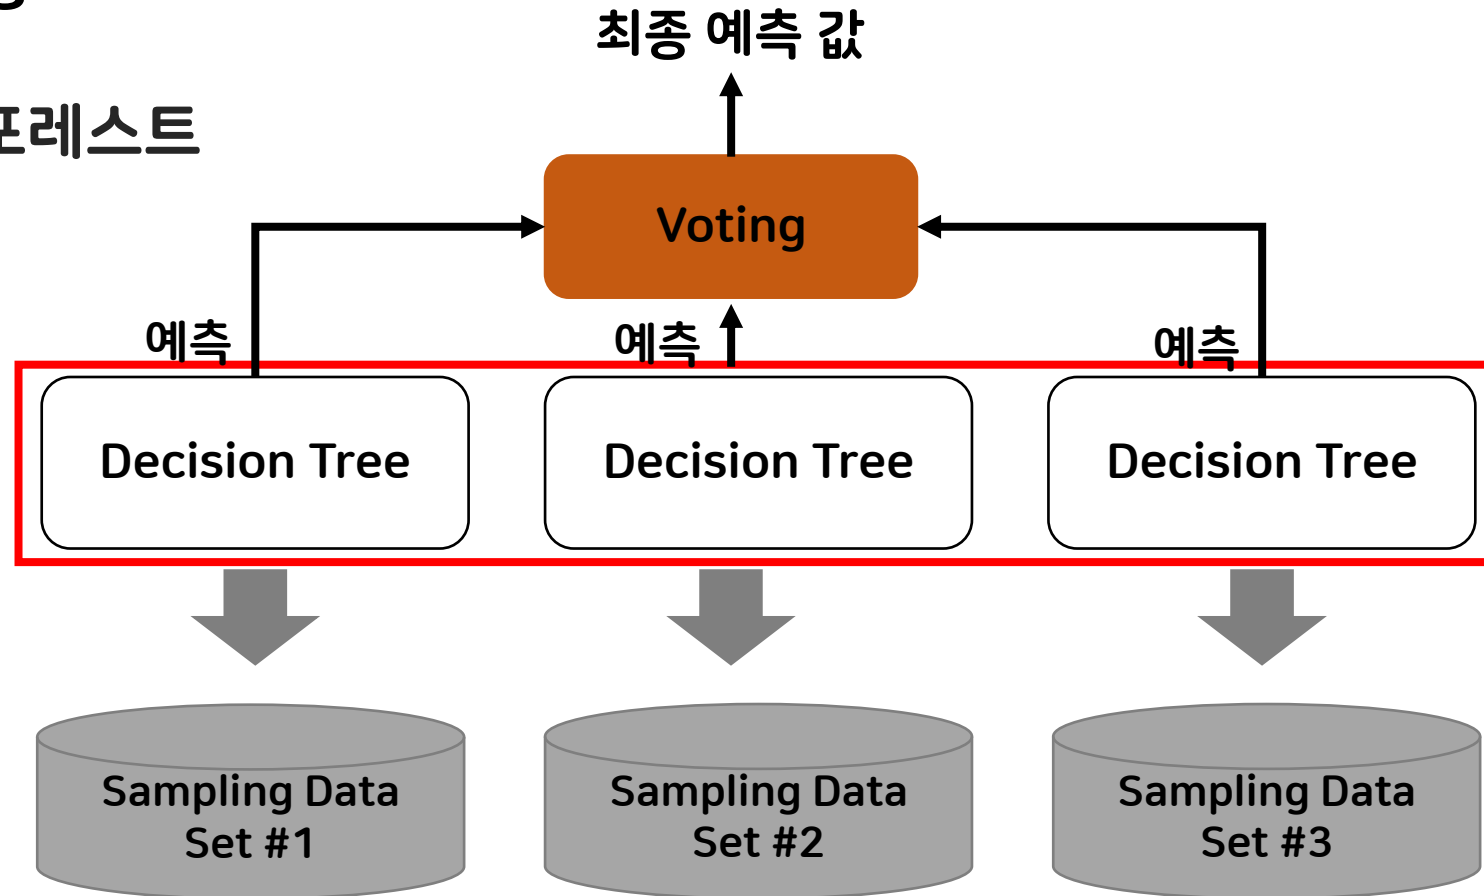 최종 예측 값
포레스트
Voting
예측
예측
예측
Decision Tree
Decision Tree
Decision Tree
Sampling Data
Set #1
Sampling Data
Set #2
Sampling Data
Set #3